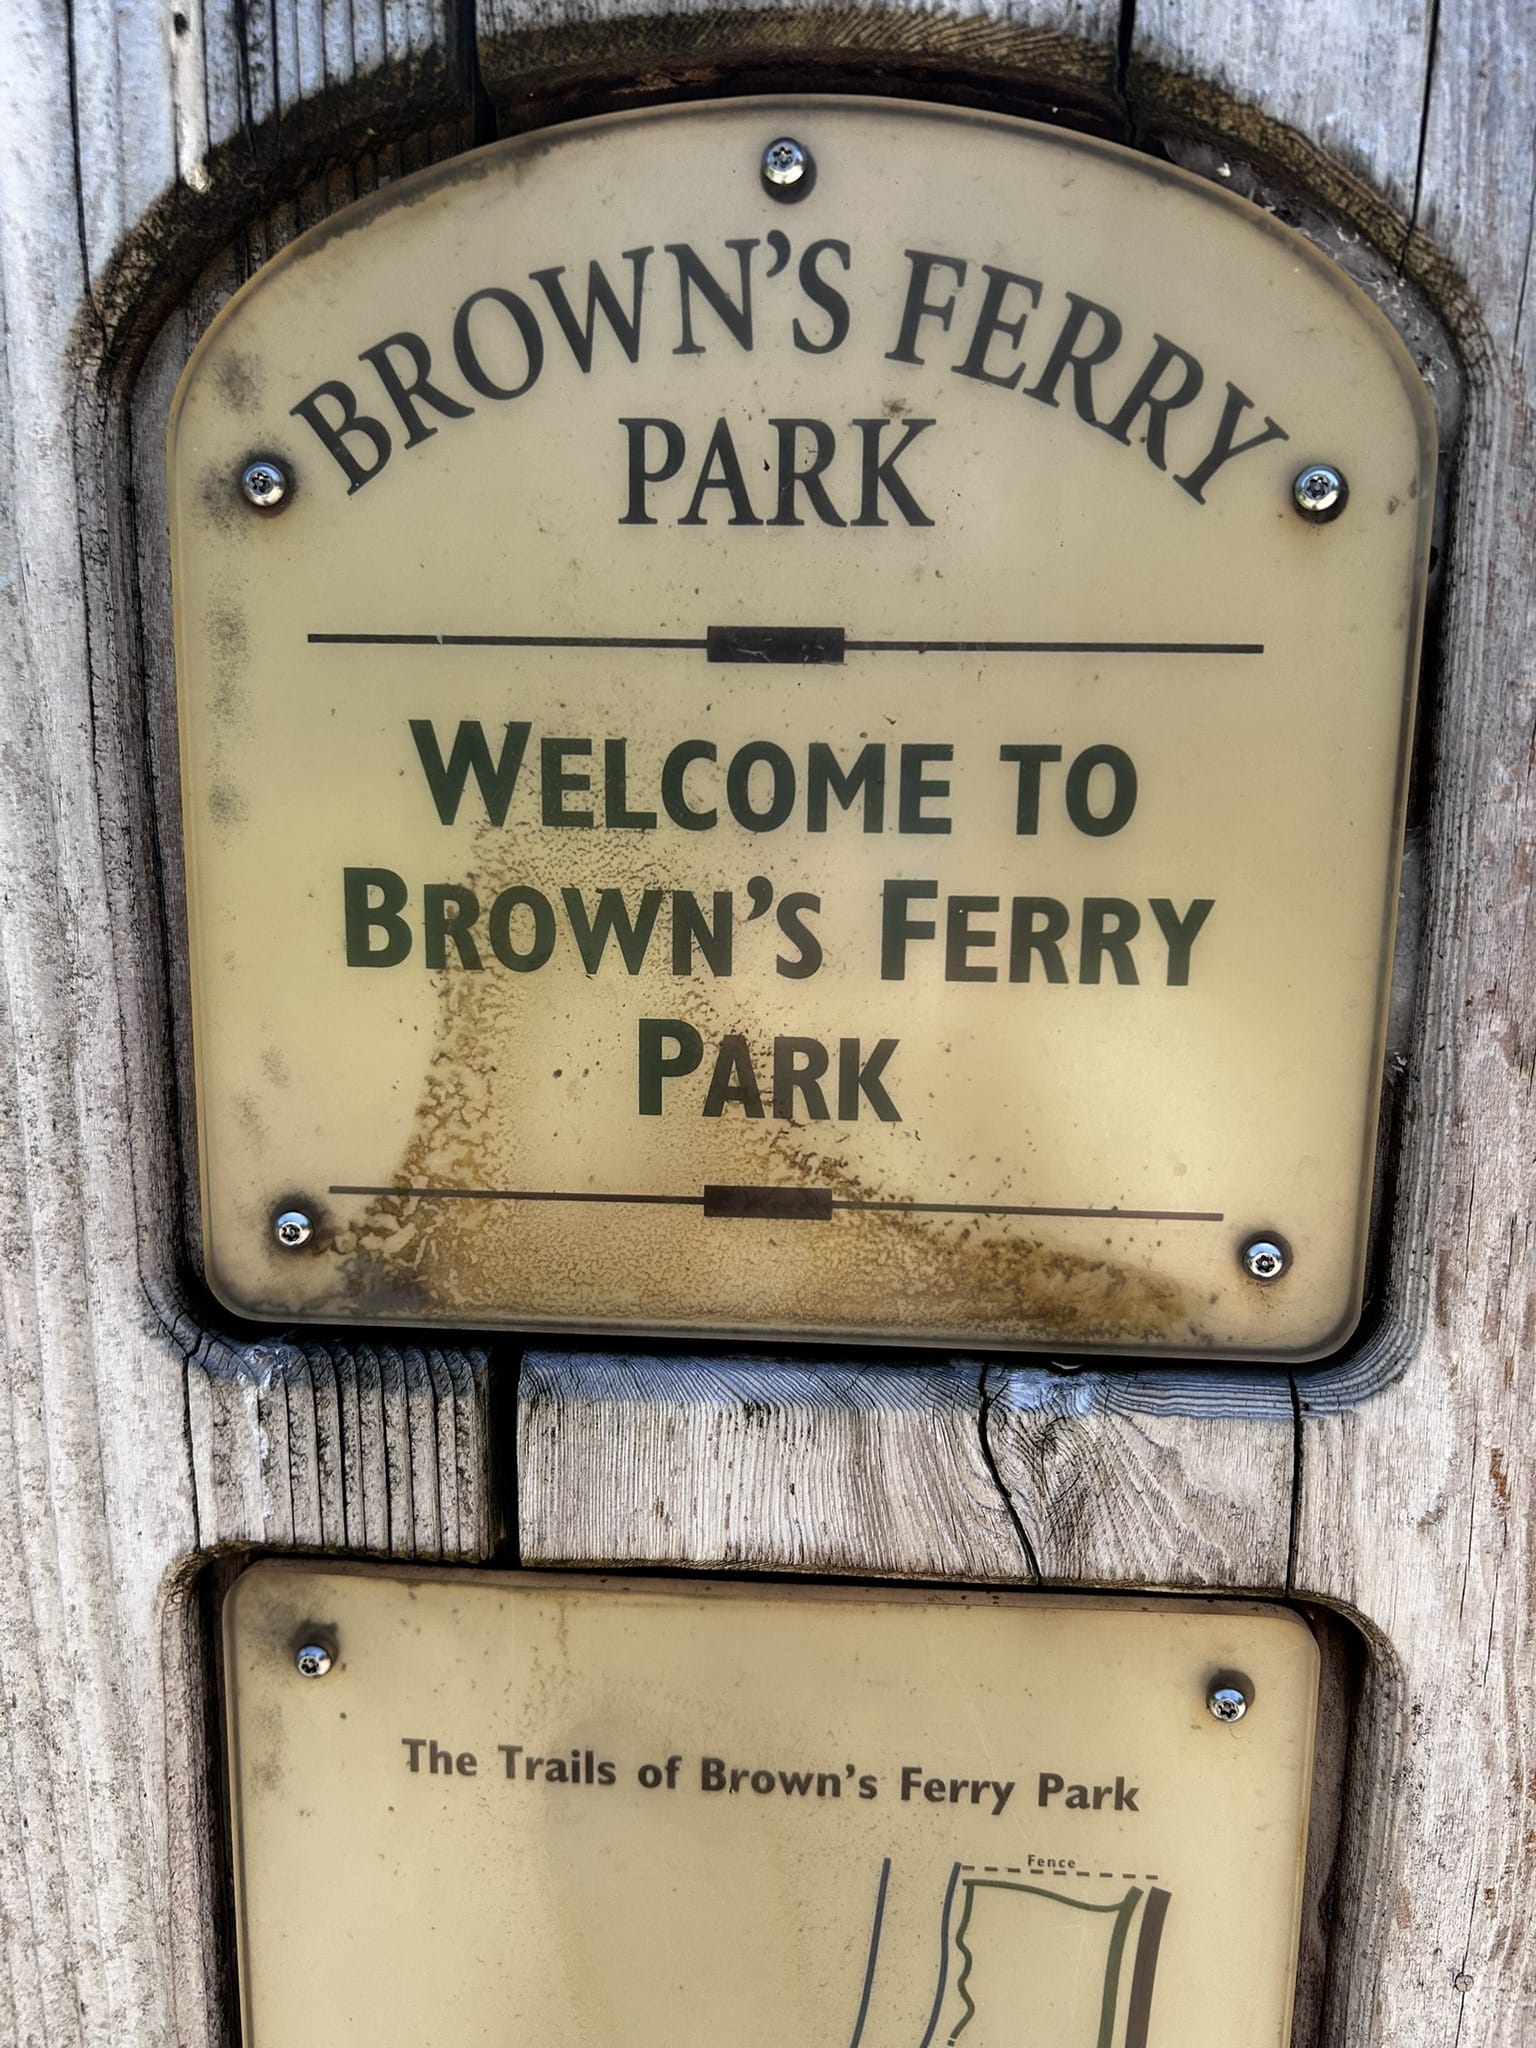 BROWN'S FERRY
PARK
WELCOME TO
BROWN'S FERRY
PARK
The Trails of Brown's Ferry Park
Fence